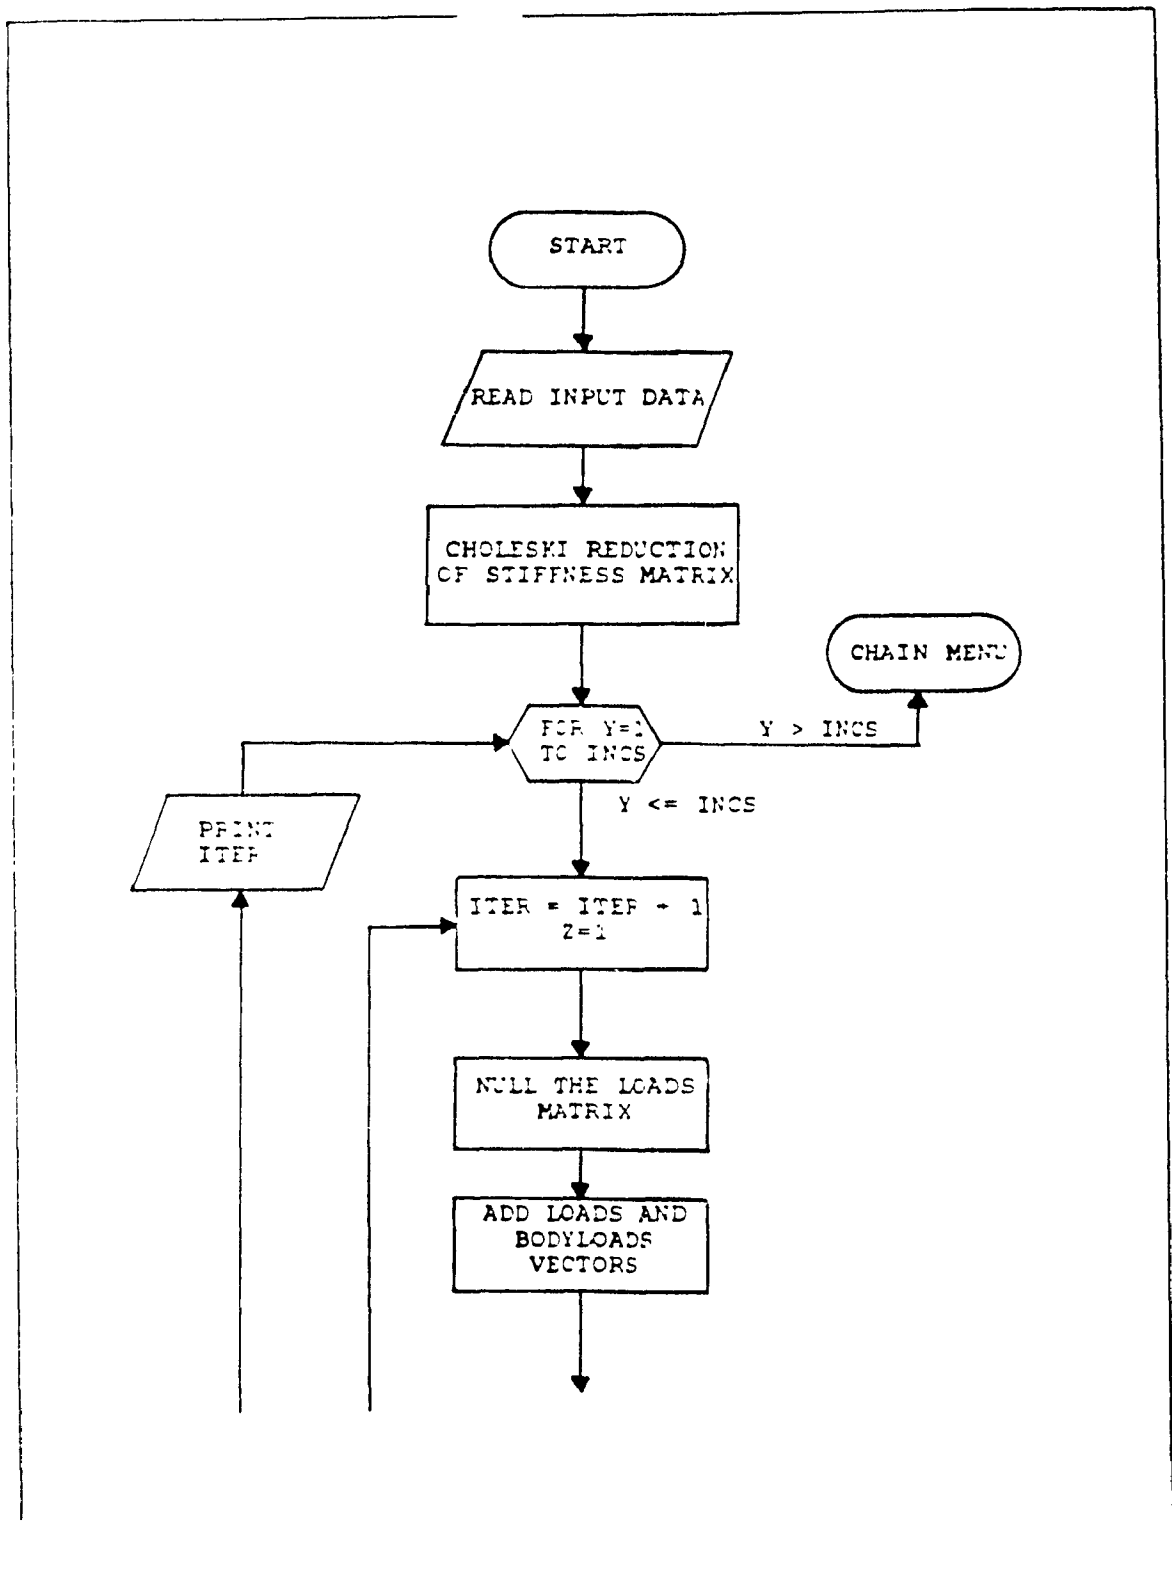 START
READ INPUT DATA
CHOLESKI REDUCTION
OF STIFFNESS MATRIX
CHAIN MENU
FOR Y=1
TO INCS
Y > INCS
Y <= INCS
PRINT
ITER
ITER = ITER + 1
Z=1
NULL THE LOADS
MATRIX
ADD LOADS AND
BODYLOADS
VECTORS